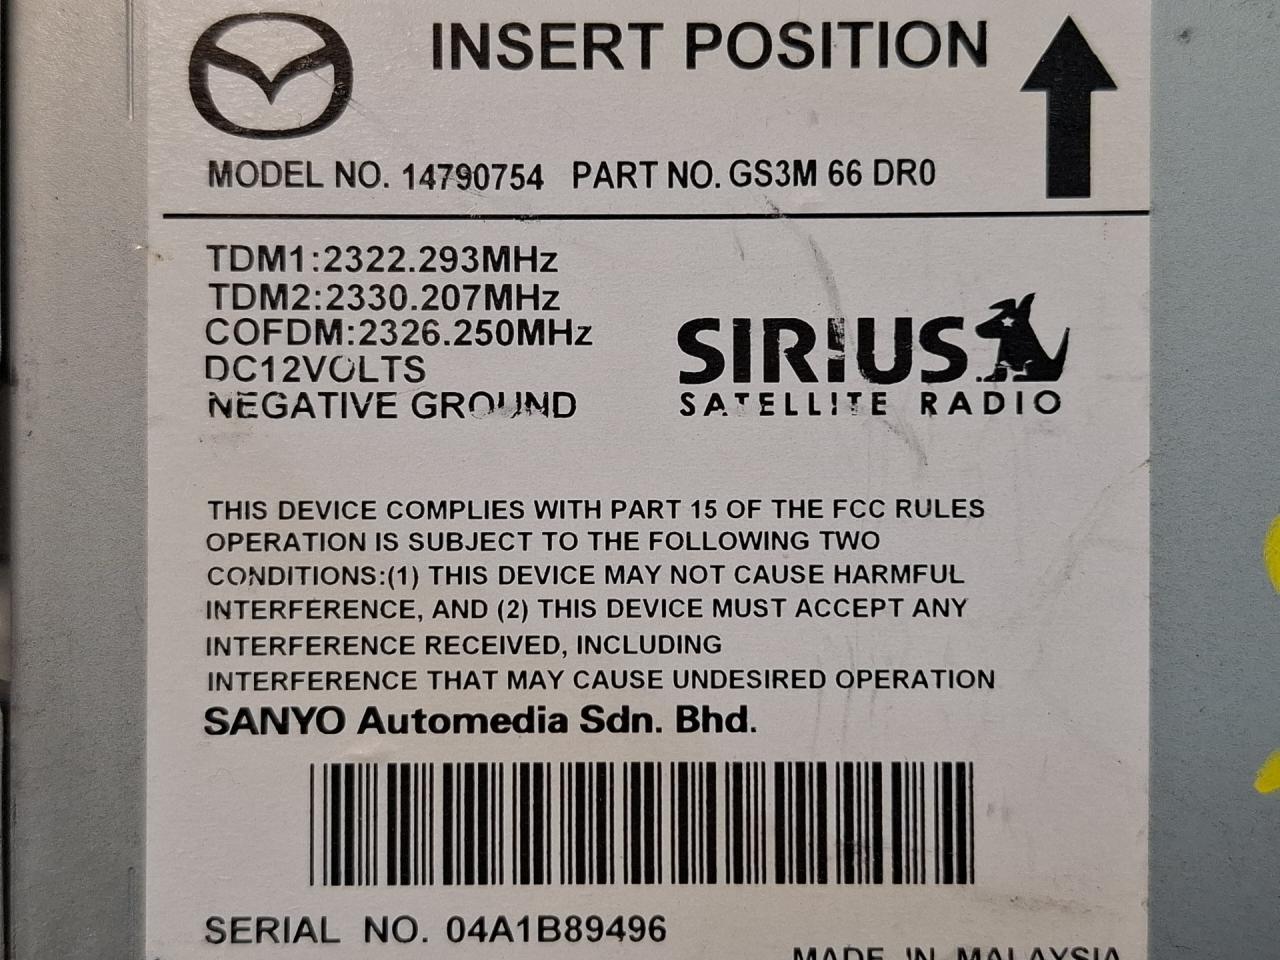 INSERT POSITION
MODEL NO. 14790754 PART NO. GS3M 66 DR0
TDM1:2322.293MHz
TDM2:2330.207MHz
COFDM:2326.250MHz
DC12VOLTS
NEGATIVE GROUND
SIRIUS
SATELLITE RADIO
THIS DEVICE COMPLIES WITH PART 15 OF THE FCC RULES
OPERATION IS SUBJECT TO THE FOLLOWING TWO
CONDITIONS:(1) THIS DEVICE MAY NOT CAUSE HARMFUL
INTERFERENCE, AND (2) THIS DEVICE MUST ACCEPT ANY
INTERFERENCE RECEIVED, INCLUDING
INTERFERENCE THAT MAY CAUSE UNDESIRED OPERATION
SANYO Automedia Sdn. Bhd.
SERIAL NO. 04A1B89496
MADE IN MALAYSIA